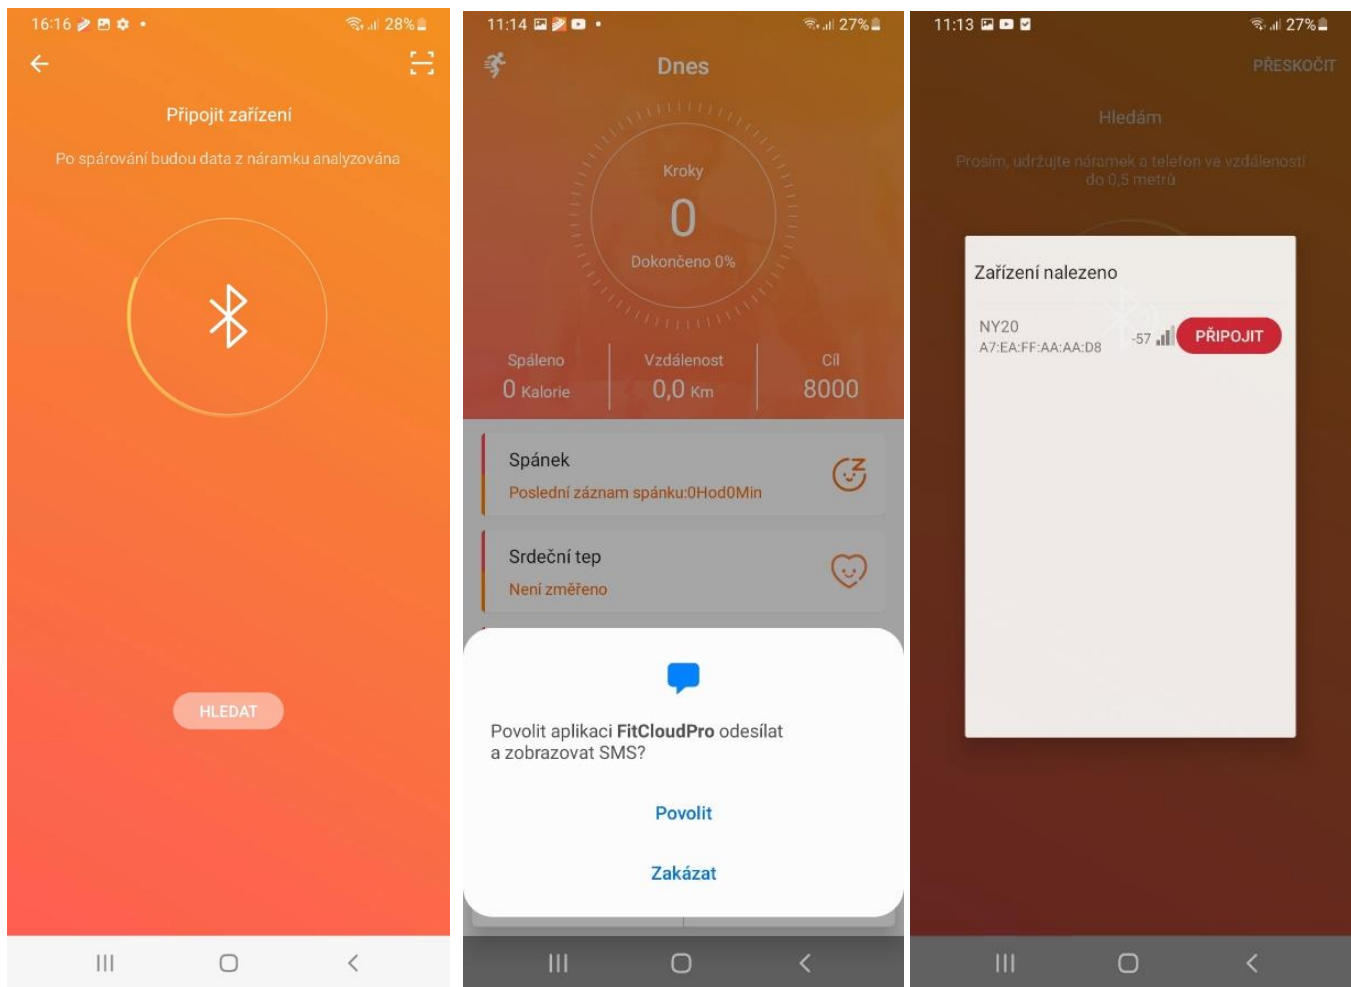 16:16
28%
Připojit zařízení
Po spárování budou data z náramku analyzována
HLEDAT
11:14
27%
Dnes
Kroky
0
Dokončeno 0%
Spáleno
0 Kalorie
Vzdálenost
0,0 Km
Cíl
8000
Spánek
Poslední záznam spánku:0Hod0Min
Srdeční tep
Není změřeno
Povolit aplikaci FitCloudPro odesílat
a zobrazovat SMS?
Povolit
Zakázat
11:13
27%
PŘESKOČIT
Hledám
Prosím, udržujte náramek a telefon ve vzdálenosti
do 0,5 metrů
Zařízení nalezeno
NY20
A7:EA:FF:AA:AA:D8
-57
PŘIPOJIT